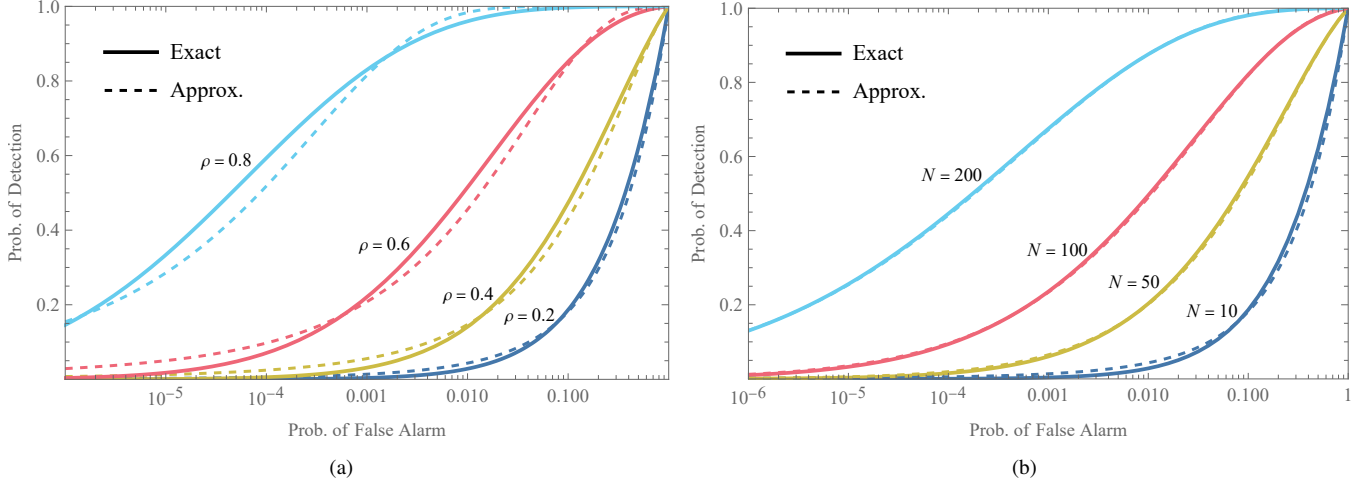 1.0
0.8
0.6
0.4
0.2
Prob. of Detection
Exact
Approx.
ρ = 0.8
ρ = 0.6
ρ = 0.4
ρ = 0.2
10⁻⁵
10⁻⁴
0.001
0.010
0.100
Prob. of False Alarm
(a)
1.0
0.8
0.6
0.4
0.2
Prob. of Detection
Exact
Approx.
N = 200
N = 100
N = 50
N = 10
10⁻⁶
10⁻⁵
10⁻⁴
0.001
0.010
0.100
1
Prob. of False Alarm
(b)